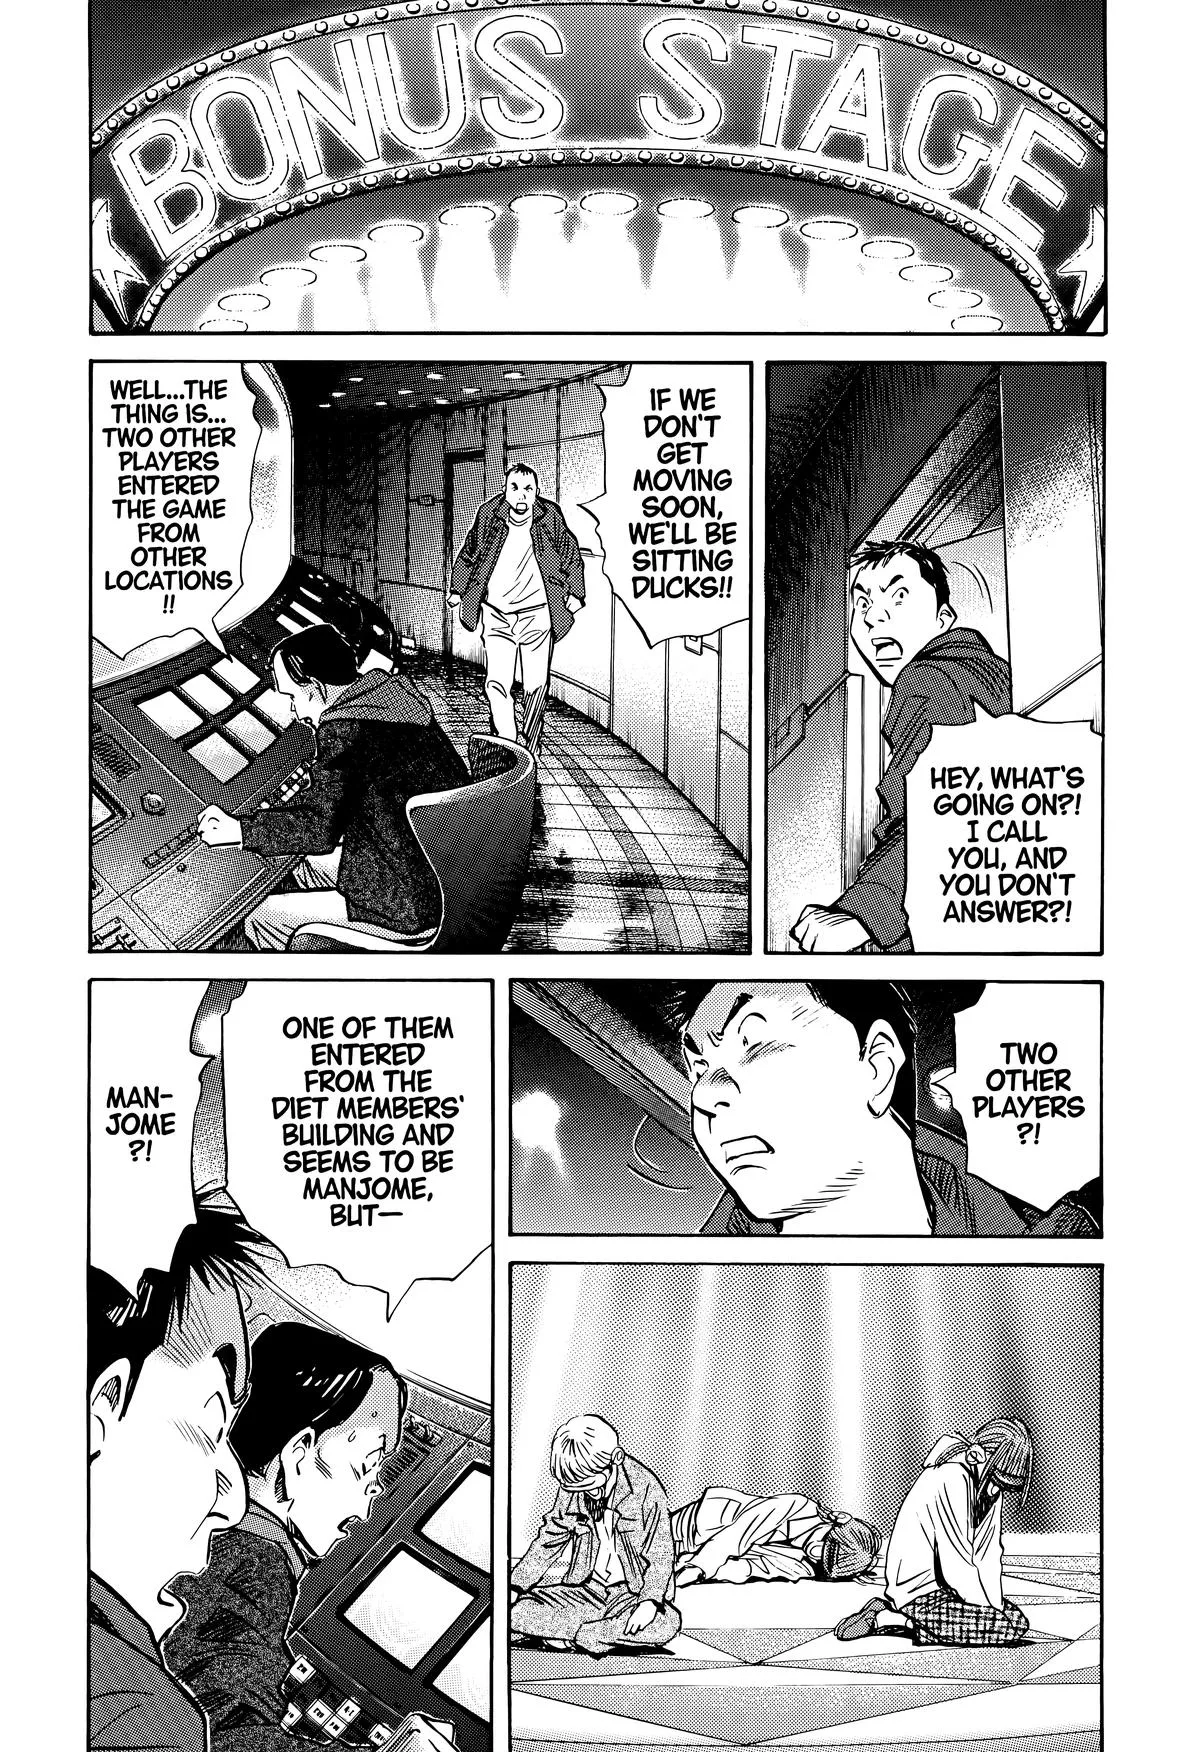 BONUS STAGE
HEY, WHAT'S
GOING ON?!
I CALL
YOU, AND
YOU DON'T
ANSWER?!
IF WE
DON'T
GET
MOVING
SOON,
WE'LL BE
SITTING
DUCKS!!
WELL...THE
THING IS...
TWO OTHER
PLAYERS
ENTERED
THE GAME
FROM
OTHER
LOCATIONS
!!
TWO
OTHER
PLAYERS
?!
ONE OF THEM
ENTERED
FROM THE
DIET MEMBERS'
BUILDING AND
SEEMS TO BE
MANJOME,
BUT—
MAN-
JOME
?!